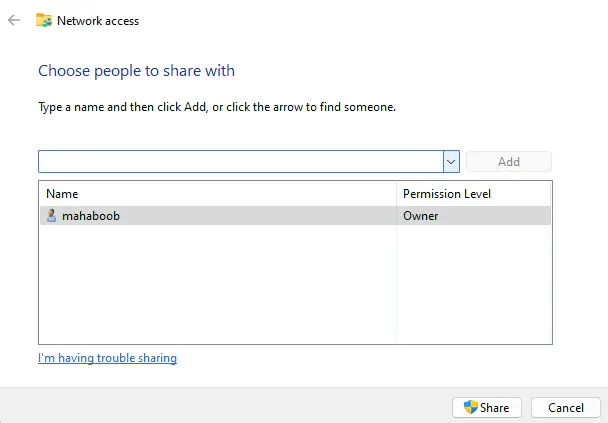 Network access
Choose people to share with
Type a name and then click Add, or click the arrow to find someone.
Add
Name Permission Level
mahaboob Owner
I'm having trouble sharing
Share Cancel